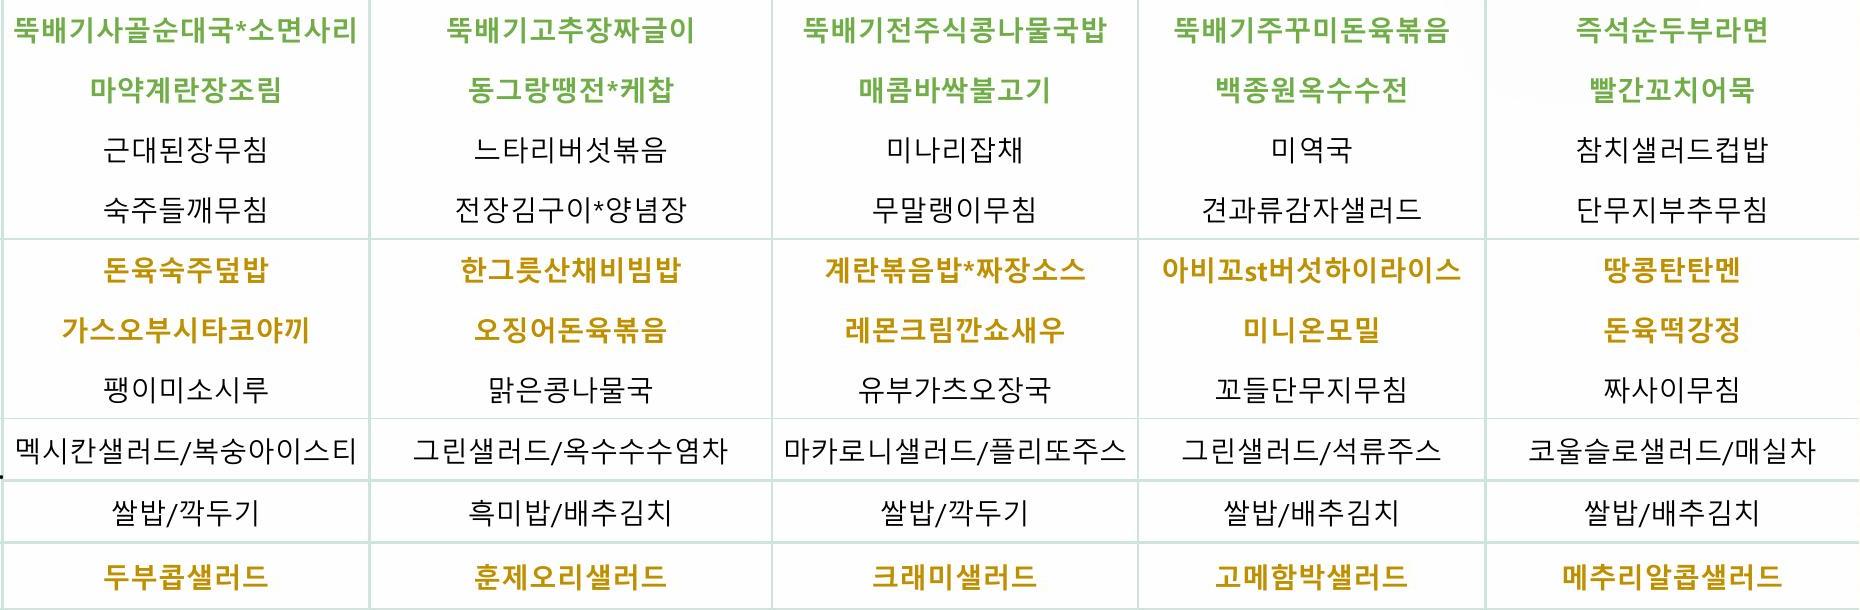 뚝배기사골순대국*소면사리 뚝배기고추장짜글이 뚝배기전주식콩나물국밥 뚝배기주꾸미돈육볶음 즉석순두부라면
마약계란장조림 동그랑땡전*케찹 매콤바싹불고기 백종원옥수수전 빨간꼬치어묵
근대된장무침 느타리버섯볶음 미나리잡채 미역국 참치샐러드컵밥
숙주들깨무침 전장김구이*양념장 무말랭이무침 견과류감자샐러드 단무지부추무침
돈육숙주덮밥 한그릇산채비빔밥 계란볶음밥*짜장소스 아비꼬st버섯하이라이스 땅콩탄탄멘
가스오부시타코야끼 오징어돈육볶음 레몬크림깐쇼새우 미니온모밀 돈육떡강정
팽이미소시루 맑은콩나물국 유부가츠오장국 꼬들단무지무침 짜사이무침
멕시칸샐러드/복숭아이스티 그린샐러드/옥수수수염차 마카로니샐러드/플리또주스 그린샐러드/석류주스 코울슬로샐러드/매실차
쌀밥/깍두기 흑미밥/배추김치 쌀밥/깍두기 쌀밥/배추김치 쌀밥/배추김치
두부콥샐러드 훈제오리샐러드 크래미샐러드 고메함박샐러드 메추리알콥샐러드